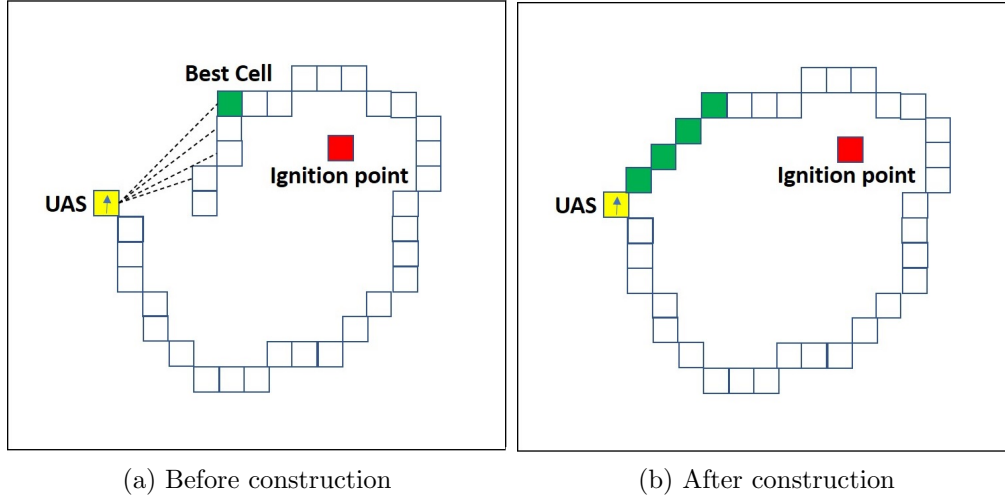 Best Cell
Ignition point
UAS
(a) Before construction
Ignition point
UAS
(b) After construction